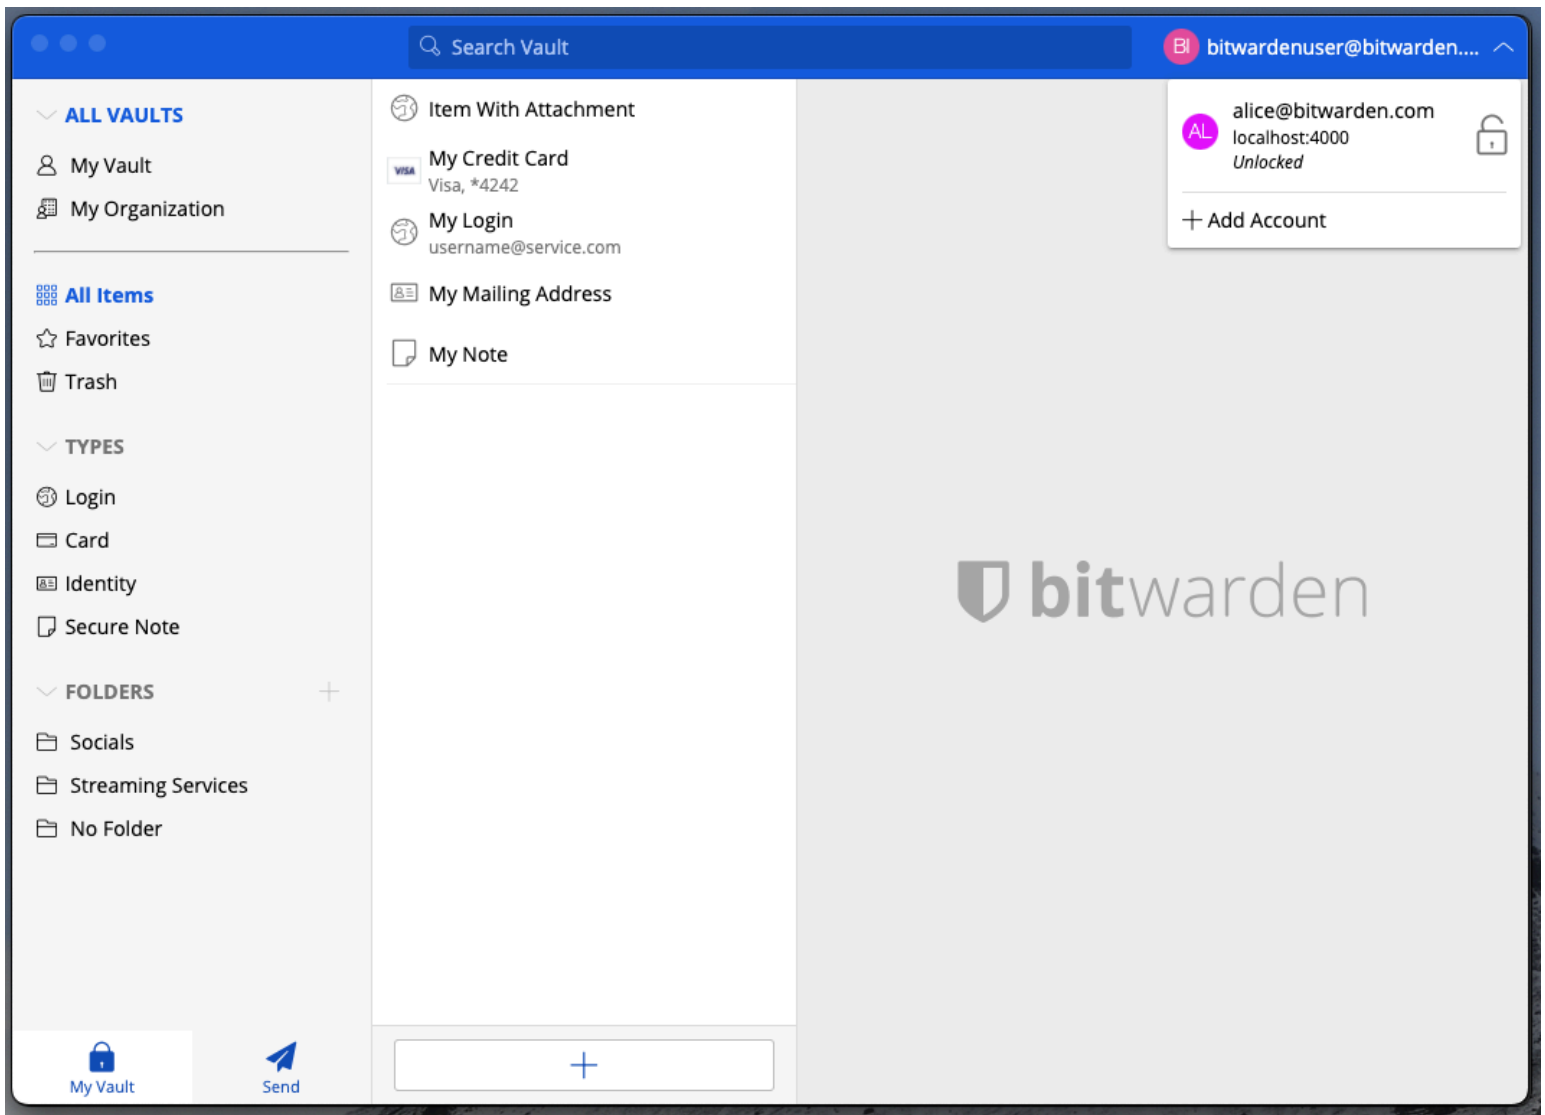 Search Vault
BI
bitwardenuser@bitwarden....
ALL VAULTS
My Vault
My Organization
All Items
Favorites
Trash
TYPES
Login
Card
Identity
Secure Note
FOLDERS
Socials
Streaming Services
No Folder
My Vault
Send
Item With Attachment
VISA
My Credit Card
Visa, *4242
My Login
username@service.com
My Mailing Address
My Note
AL
alice@bitwarden.com
localhost:4000
Unlocked
Add Account
bitwarden